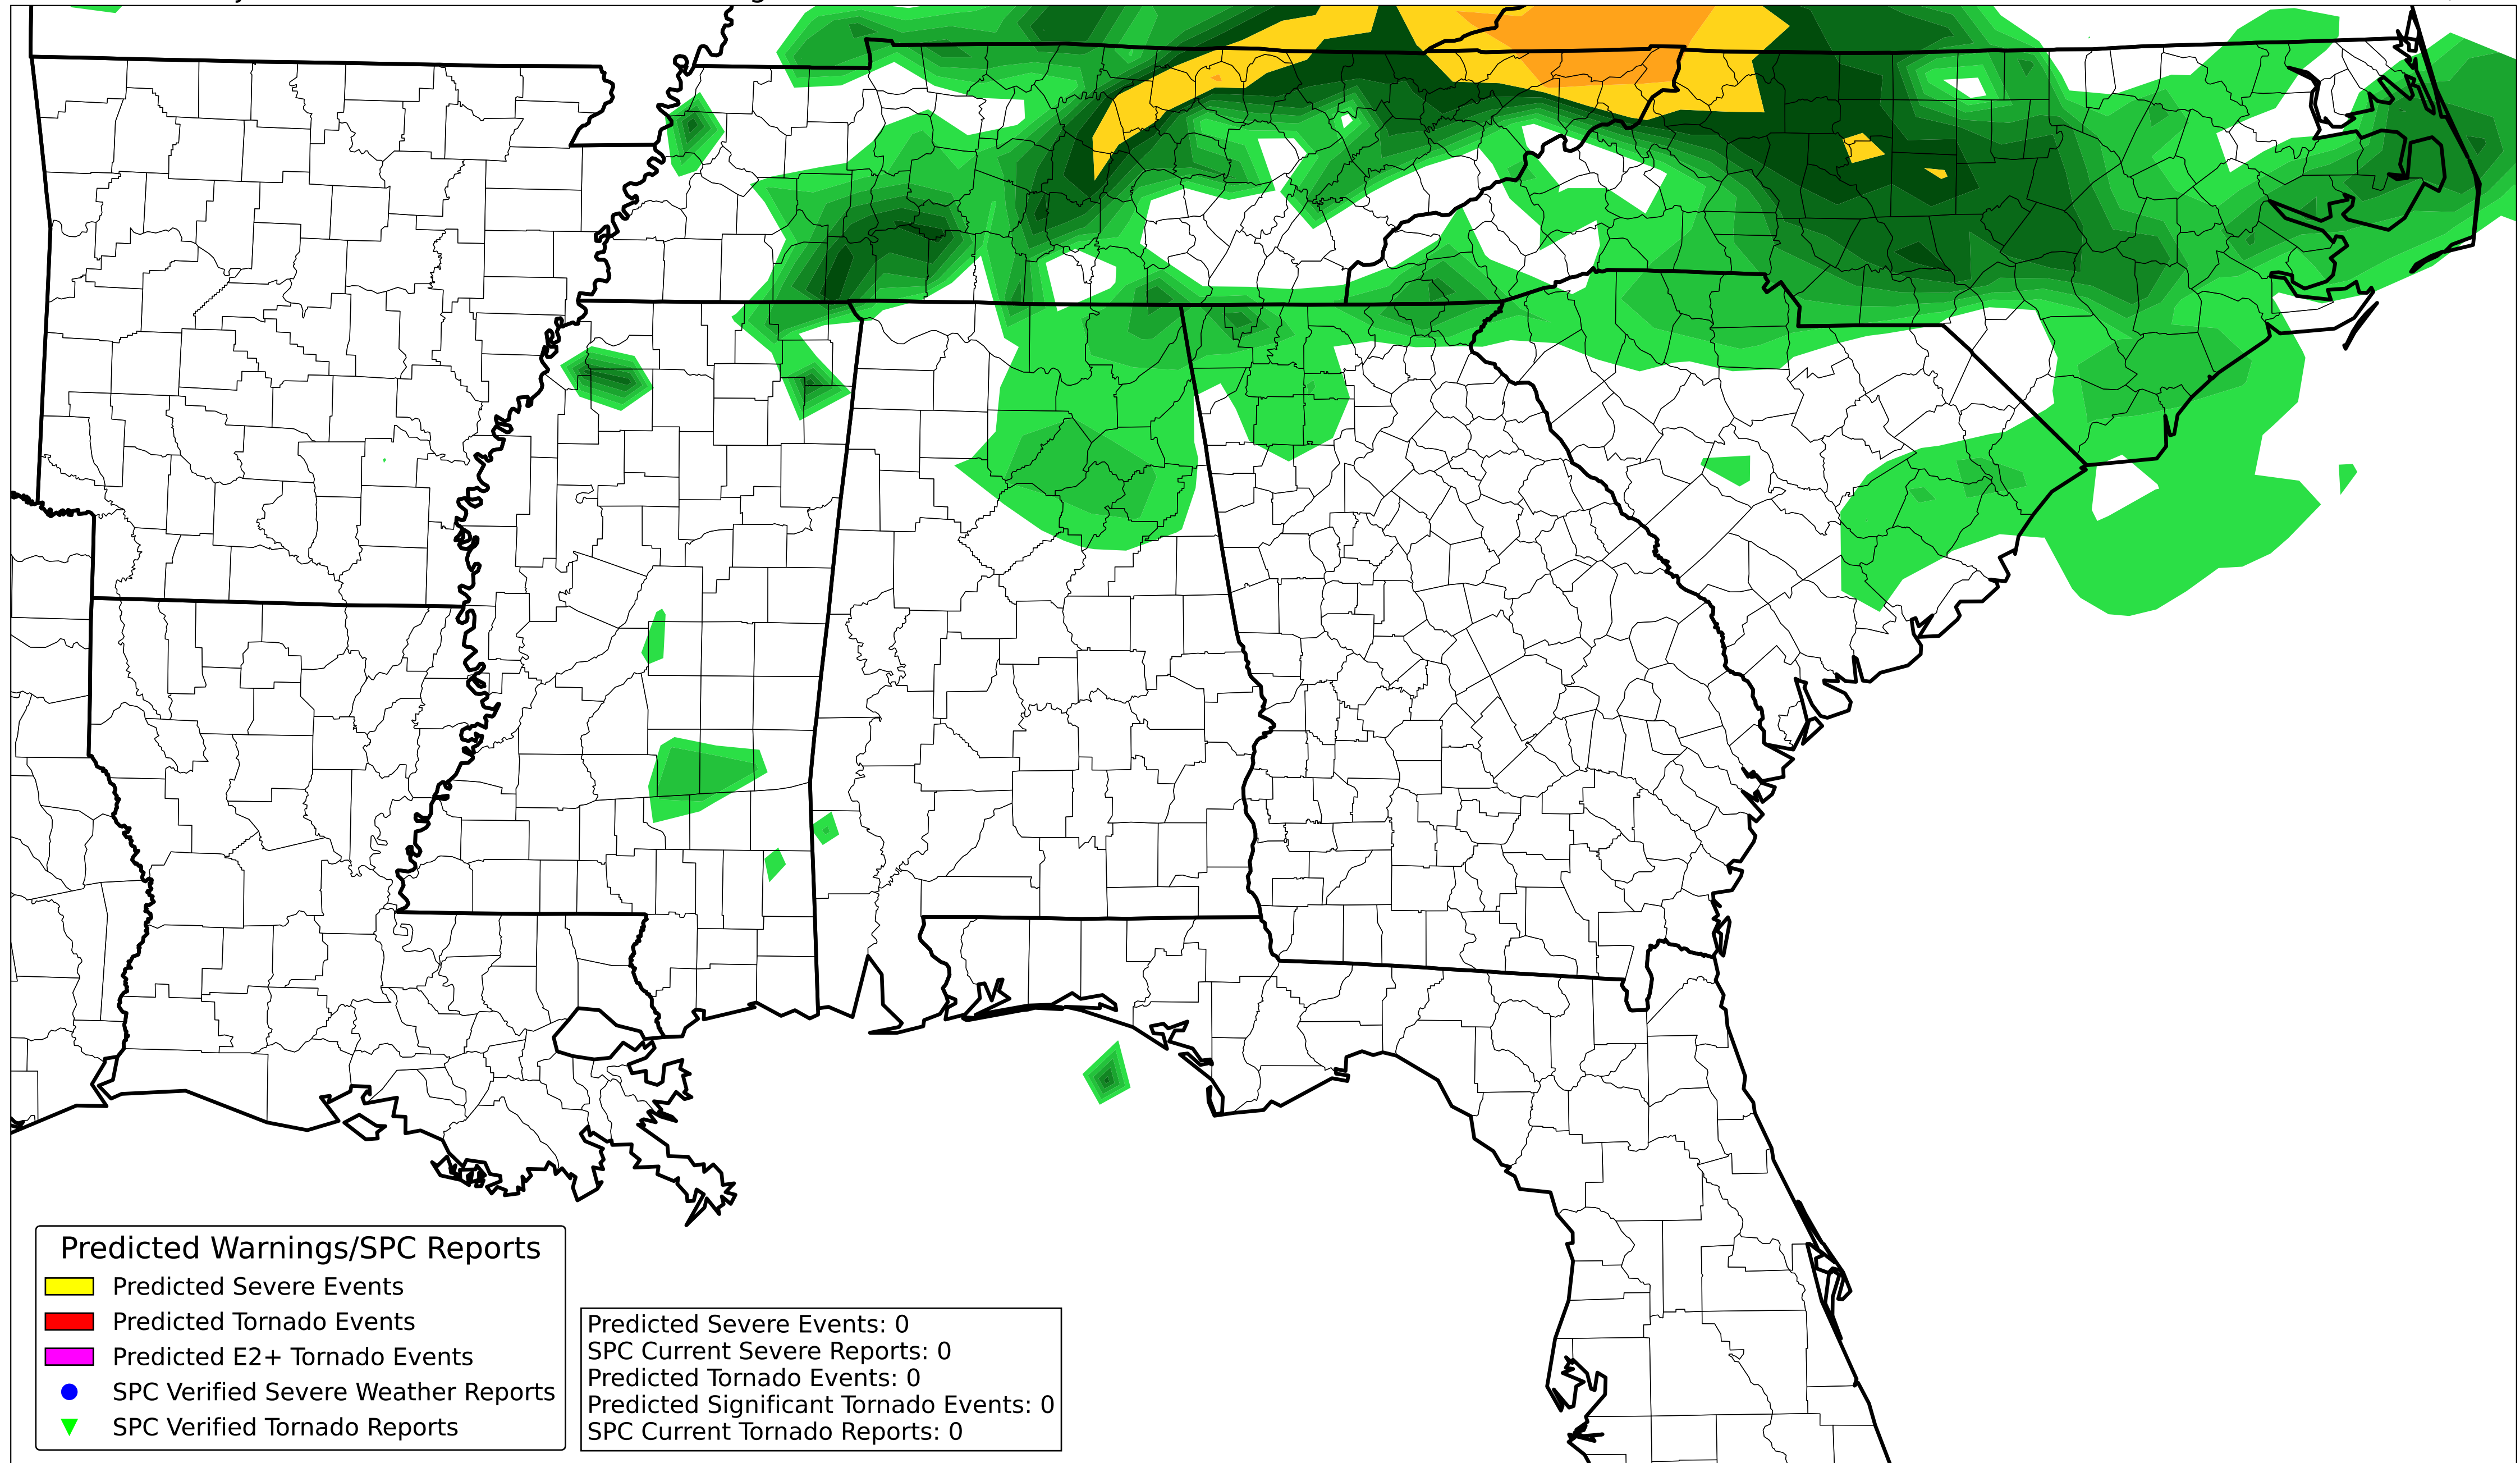 Predicted Warnings/SPC Reports
Predicted Severe Events
Predicted Tornado Events
Predicted E2+ Tornado Events
SPC Verified Severe Weather Reports
SPC Verified Tornado Reports
Predicted Severe Events: 0
SPC Current Severe Reports: 0
Predicted Tornado Events: 0
Predicted Significant Tornado Events: 0
SPC Current Tornado Reports: 0